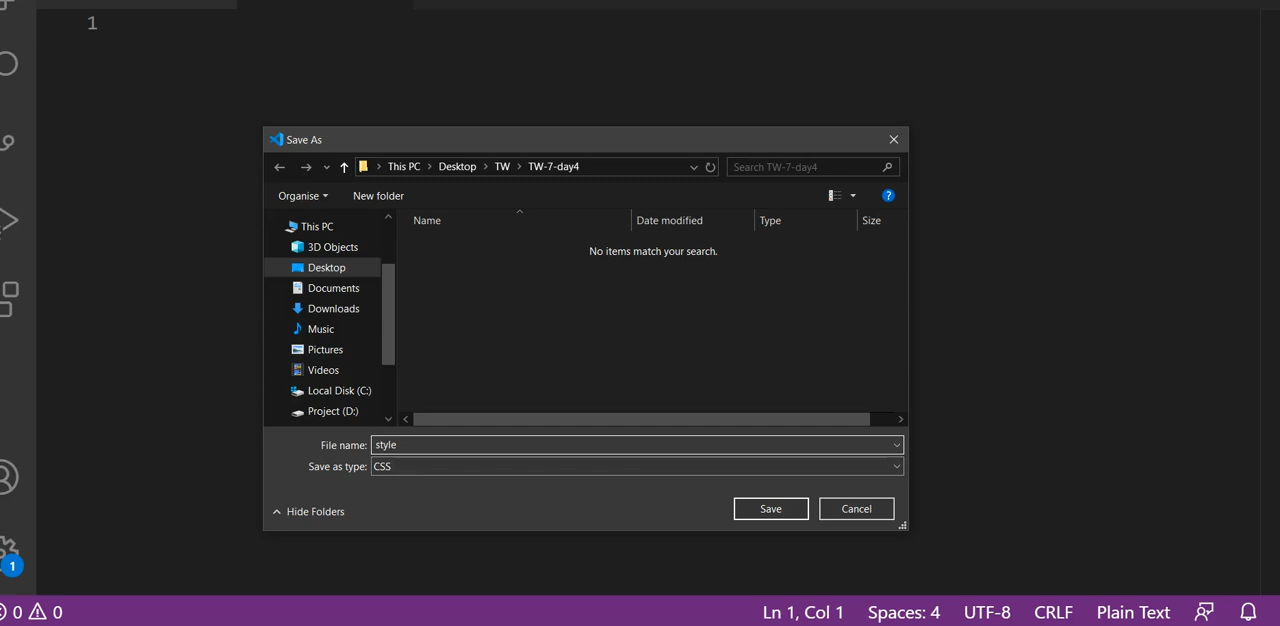 1
Save As
This PC > Desktop > TW > TW-7-day4
Search TW-7-day4
Organise
New folder
?
Name
Date modified
Type
Size
No items match your search.
This PC
3D Objects
Desktop
Documents
Downloads
Music
Pictures
Videos
Local Disk (C:)
Project (D:)
File name: style
Save as type: CSS
Hide Folders
Save
Cancel
1
0 0
Ln 1, Col 1
Spaces: 4
UTF-8
CRLF
Plain Text